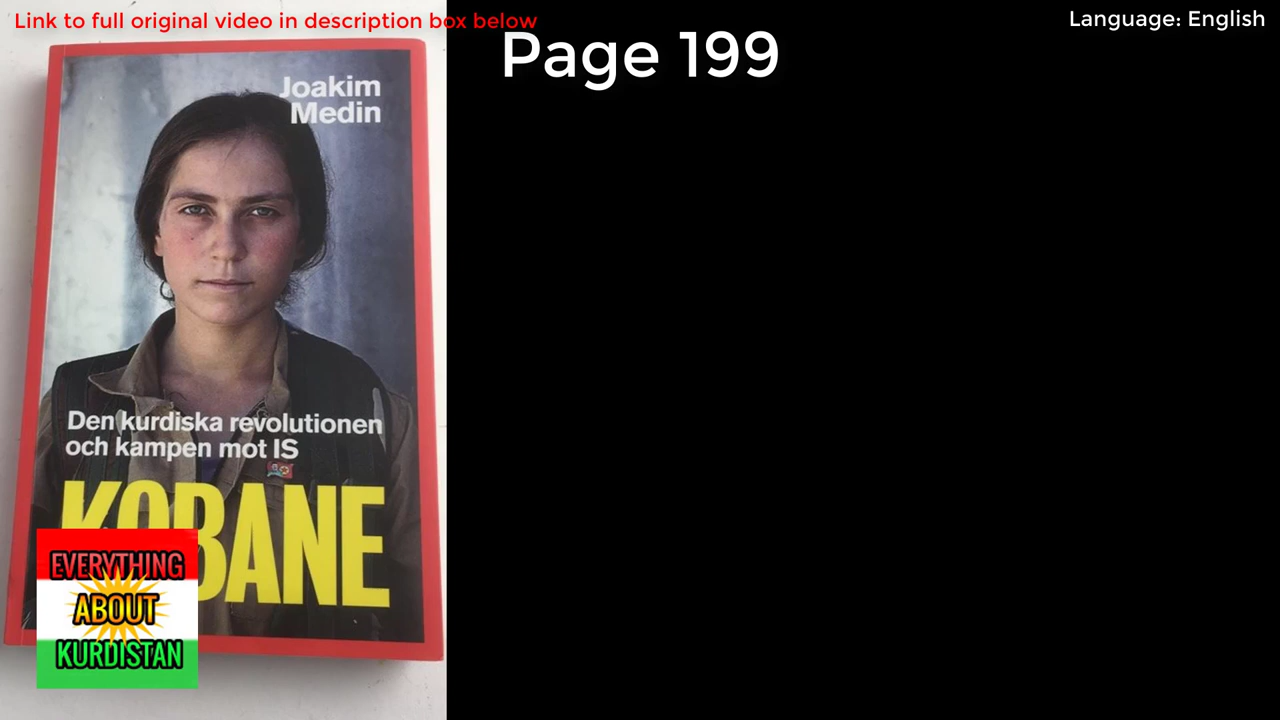 Link to full original video in description box below
Language: English
Page 199
Joakim
Medin
Den kurdiska revolutionen
och kampen mot IS
KOBANE
EVERYTHING
ABOUT
KURDISTAN